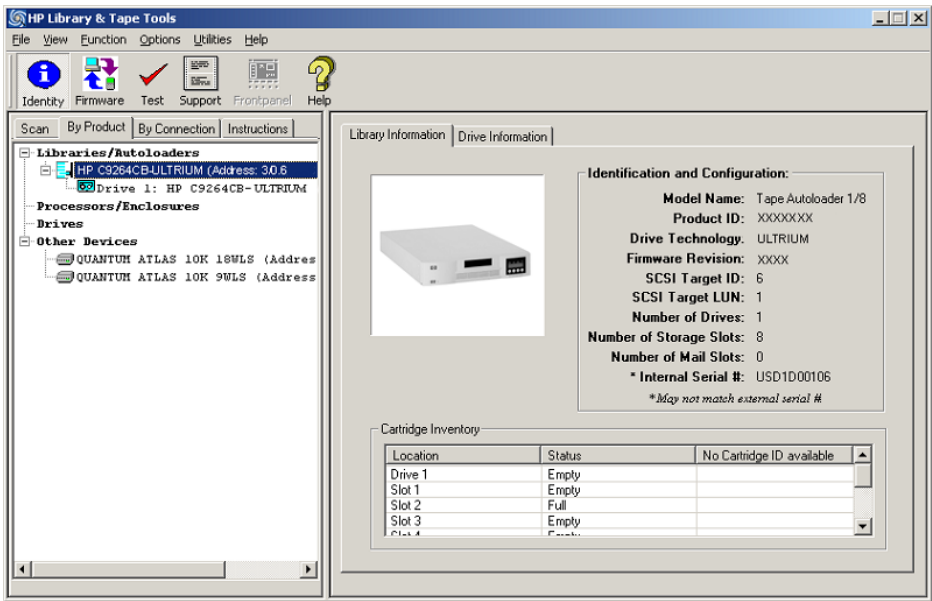 HP Library & Tape Tools
File View Function Options Utilities Help
Identity Firmware Test Support Frontpanel Help
Scan By Product By Connection Instructions
Libraries/Autoloaders
HP C9264CB-ULTRIUM (Address: 3.0.6
Drive 1: HP C9264CB-ULTRIUM
Processors/Enclosures
Drives
Other Devices
QUANTUM ATLAS 10K 18WLS (Addres
QUANTUM ATLAS 10K 9WLS (Address
Library Information Drive Information
Identification and Configuration:
Model Name: Tape Autoloader 1/8
Product ID: XXXXXXX
Drive Technology. ULTRIUM
Firmware Revision: XXXX
SCSI Target ID: 6
SCSI Target LUN: 1
Number of Drives: 1
Number of Storage Slots: 8
Number of Mail Slots: 0
* Internal Serial #: USD1D00106
*May not match external serial #
Cartridge Inventory
Location Status No Cartridge ID available
Drive 1 Empty
Slot 1 Empty
Slot 2 Full
Slot 3 Empty